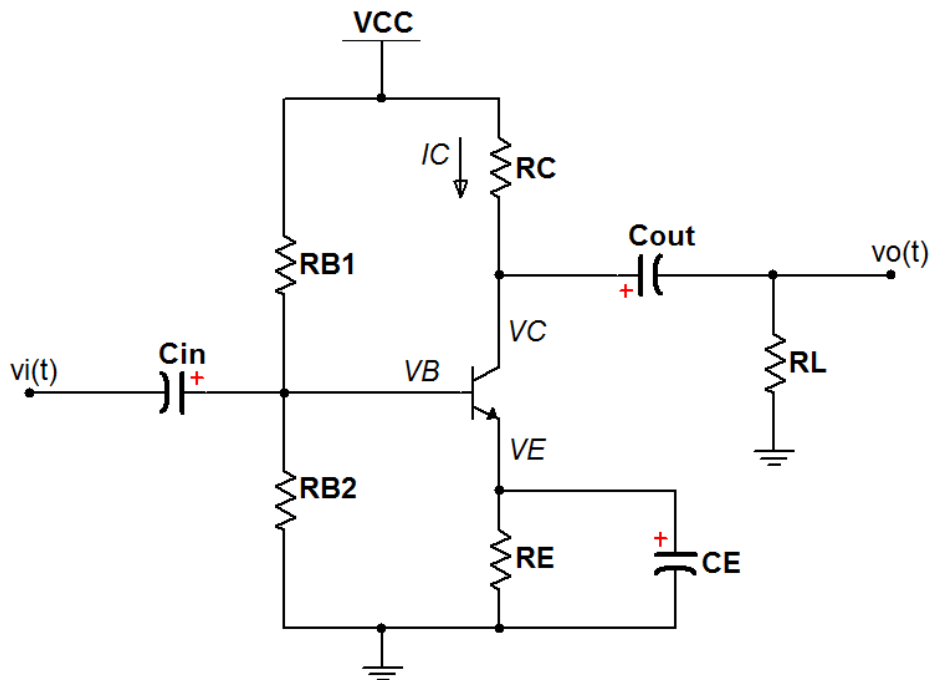 VCC
IC
RC
Cout
vo(t)
RB1
VC
RL
Cin
+
+
vi(t)
VB
VE
RB2
RE
+
CE